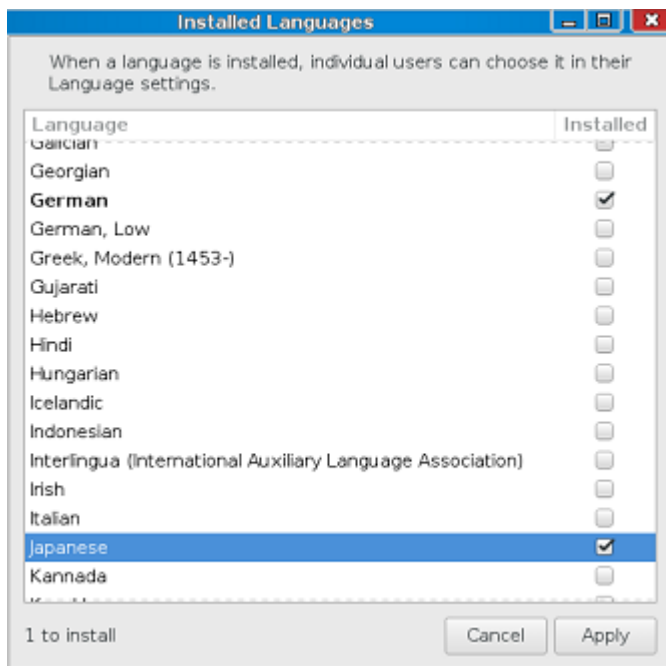 Installed Languages
When a language is installed, individual users can choose it in their
Language settings.
Language Installed
Galician
Georgian
German
German, Low
Greek, Modern (1453-)
Gujarati
Hebrew
Hindi
Hungarian
Icelandic
Indonesian
Interlingua (International Auxiliary Language Association)
Irish
Italian
Japanese
Kannada
1 to install Cancel Apply